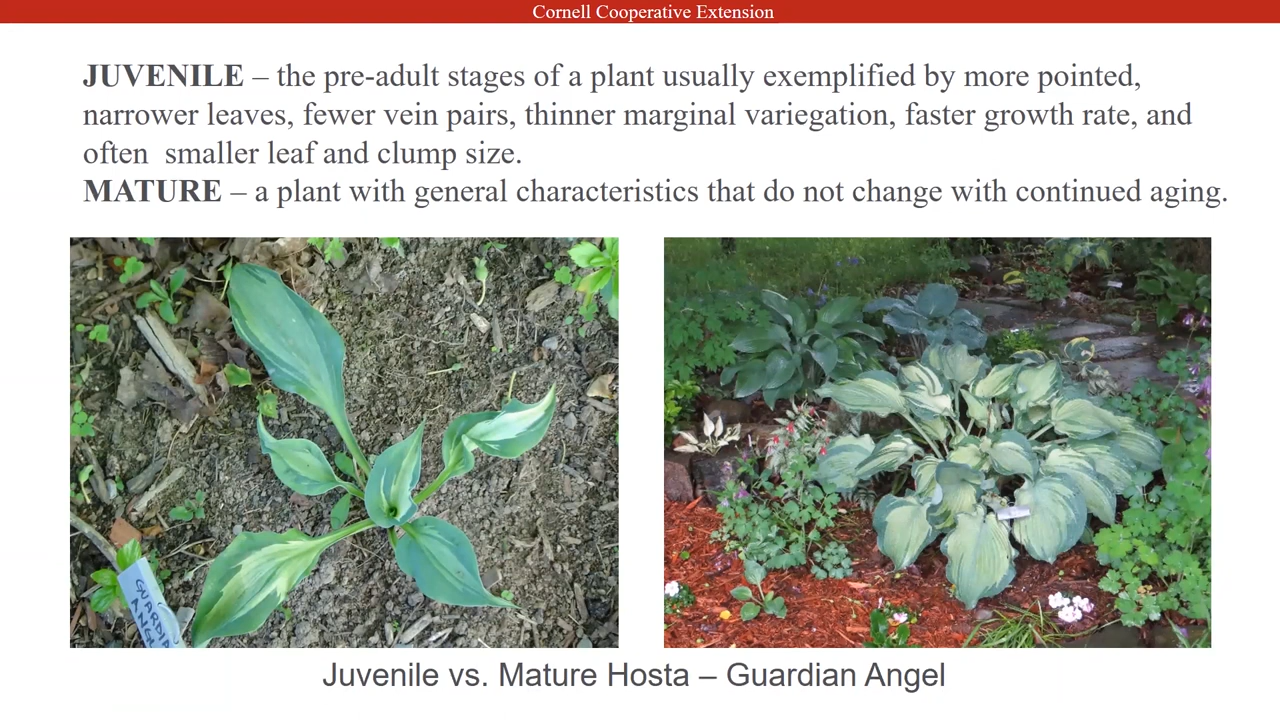 Cornell Cooperative Extension
JUVENILE – the pre-adult stages of a plant usually exemplified by more pointed,
narrower leaves, fewer vein pairs, thinner marginal variegation, faster growth rate, and
often smaller leaf and clump size.
MATURE – a plant with general characteristics that do not change with continued aging.
GUARDIA
ANGE
Juvenile vs. Mature Hosta – Guardian Angel